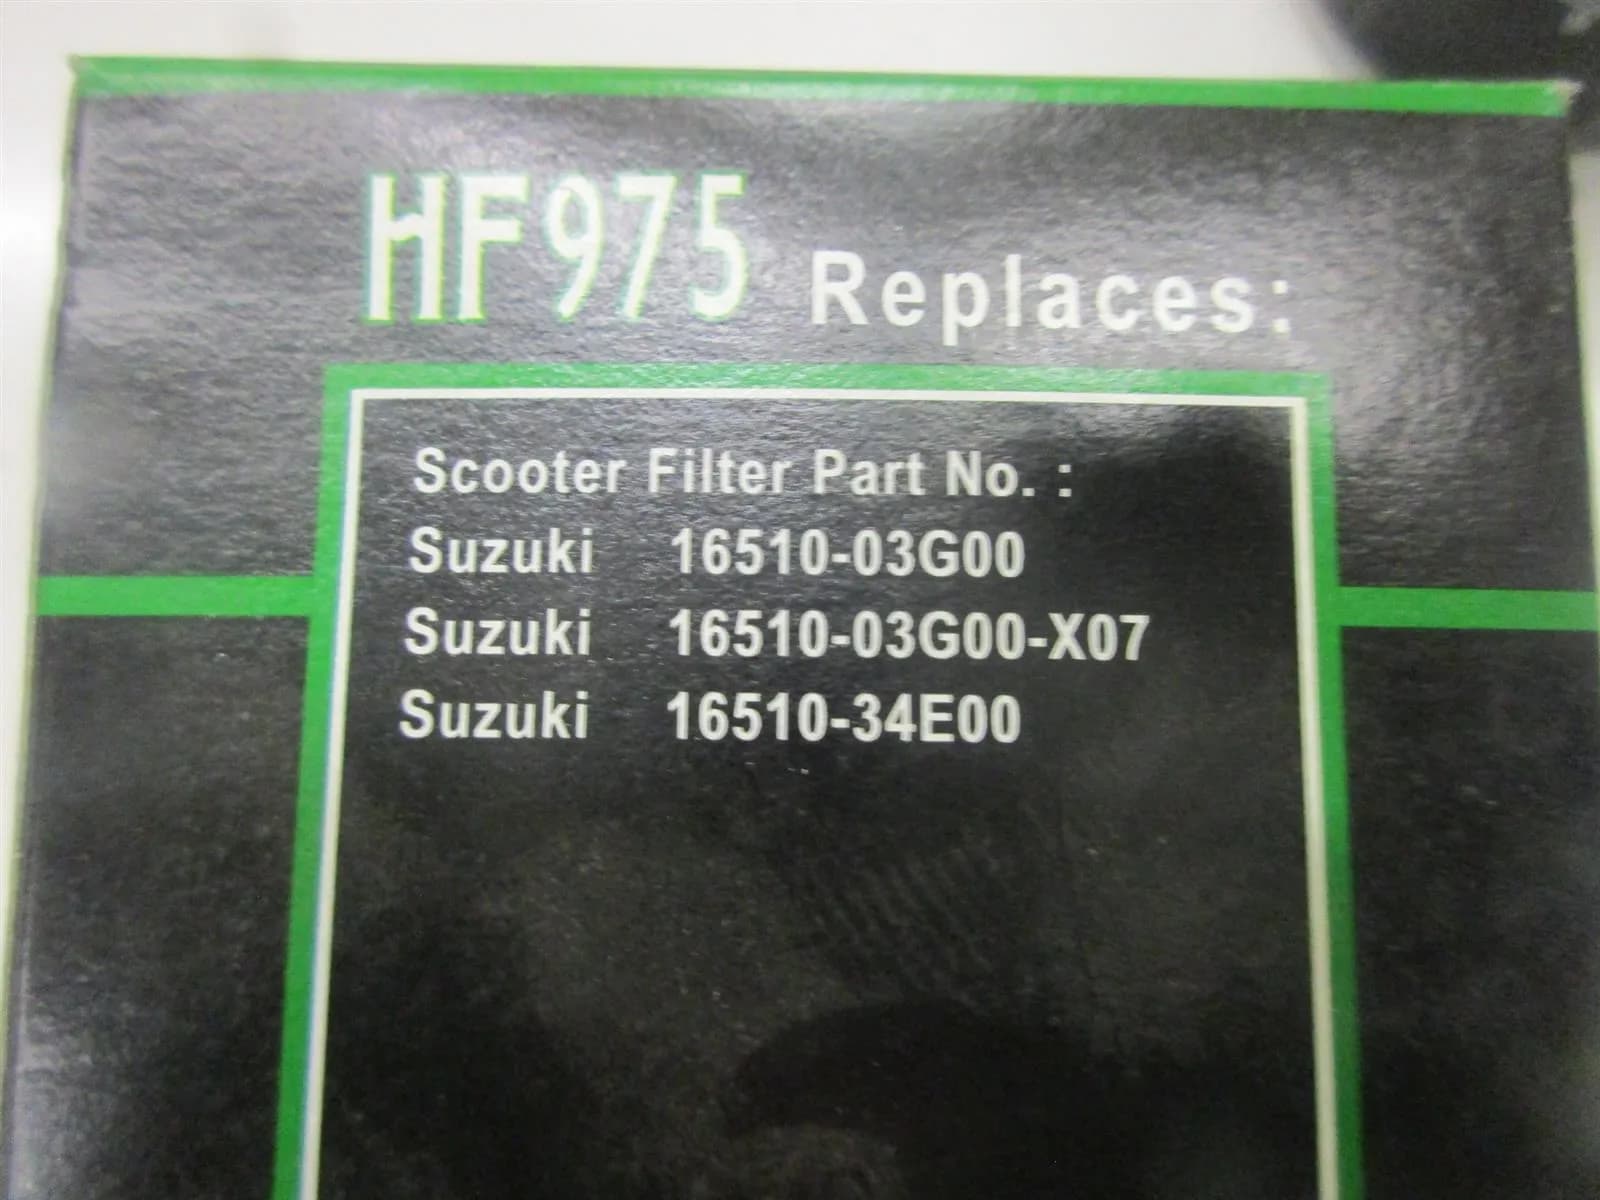 HF975 Replaces:
Scooter Filter Part No. :
Suzuki 16510-03G00
Suzuki 16510-03G00-X07
Suzuki 16510-34E00